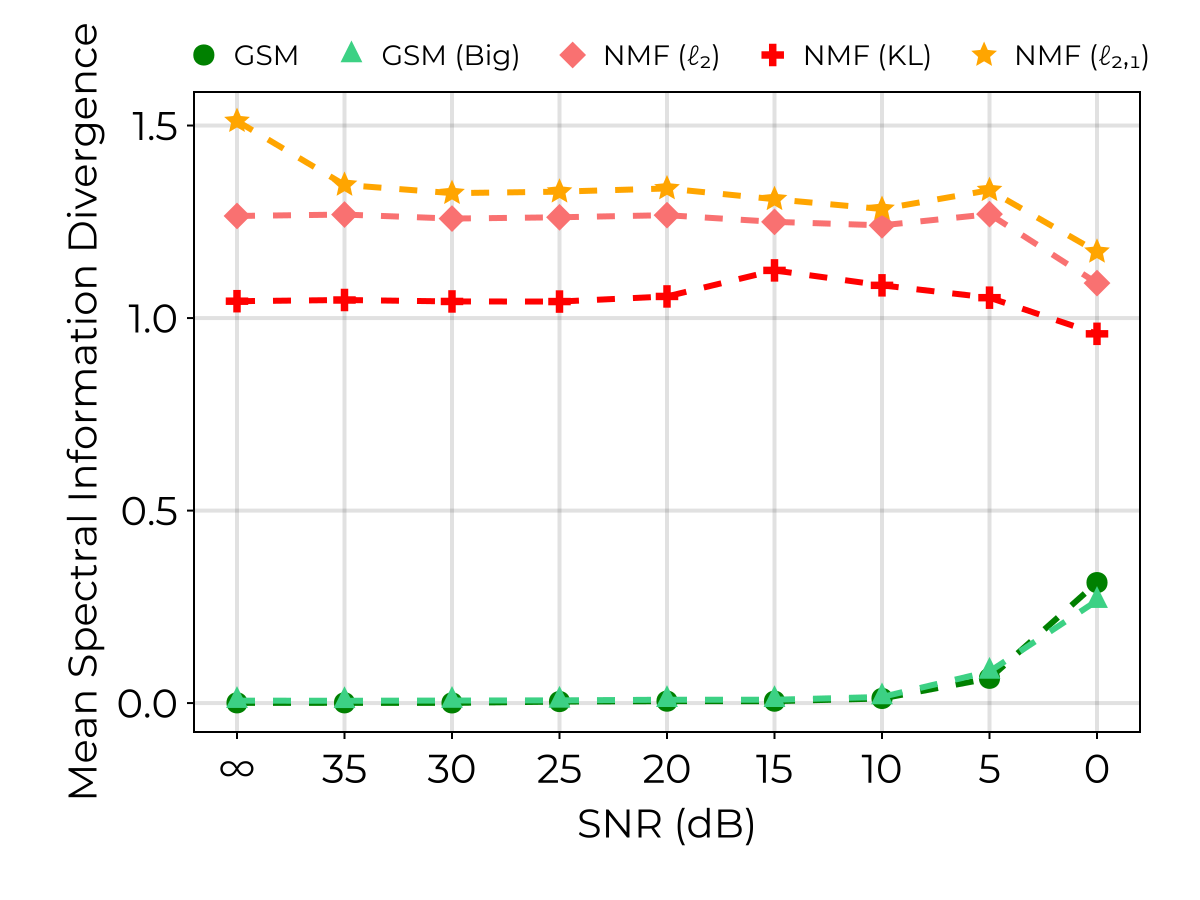 GSM GSM (Big) NMF (ℓ₂) NMF (KL) NMF (ℓ₂,₁)
Mean Spectral Information Divergence
1.5
1.0
0.5
0.0
∞ 35 30 25 20 15 10 5 0
SNR (dB)